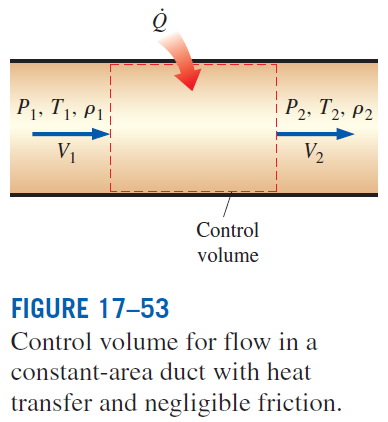 Q̇
P₁, T₁, ρ₁
P₂, T₂, ρ₂
V₁
V₂
Control
volume
FIGURE 17–53
Control volume for flow in a
constant-area duct with heat
transfer and negligible friction.